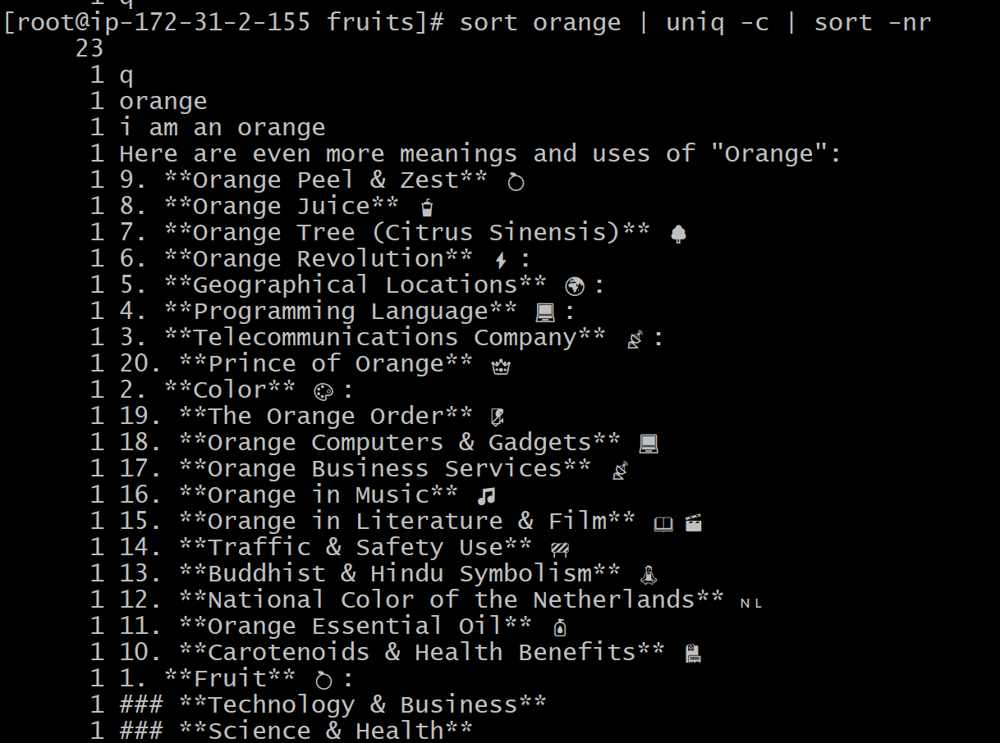 q
[root@ip-172-31-2-155 fruits]# sort orange | uniq -c | sort -nr
23
1 q
1 orange
1 i am an orange
1 Here are even more meanings and uses of "Orange":
1 9. **Orange Peel & Zest** 🍊
1 8. **Orange Juice** 🥤
1 7. **Orange Tree (Citrus Sinensis)** 🌳
1 6. **Orange Revolution** ⚡:
1 5. **Geographical Locations** 🌍:
1 4. **Programming Language** 💻:
1 3. **Telecommunications Company** 📡:
1 20. **Prince of Orange** 👑
1 2. **Color** 🎨:
1 19. **The Orange Order**
1 18. **Orange Computers & Gadgets** 💻
1 17. **Orange Business Services** 📡
1 16. **Orange in Music** 🎵
1 15. **Orange in Literature & Film** 📖🎬
1 14. **Traffic & Safety Use** 🚧
1 13. **Buddhist & Hindu Symbolism** 🧘
1 12. **National Color of the Netherlands** NL
1 11. **Orange Essential Oil** 🧴
1 10. **Carotenoids & Health Benefits** 🏥
1 1. **Fruit** 🍊:
1 ### **Technology & Business**
1 ### **Science & Health**